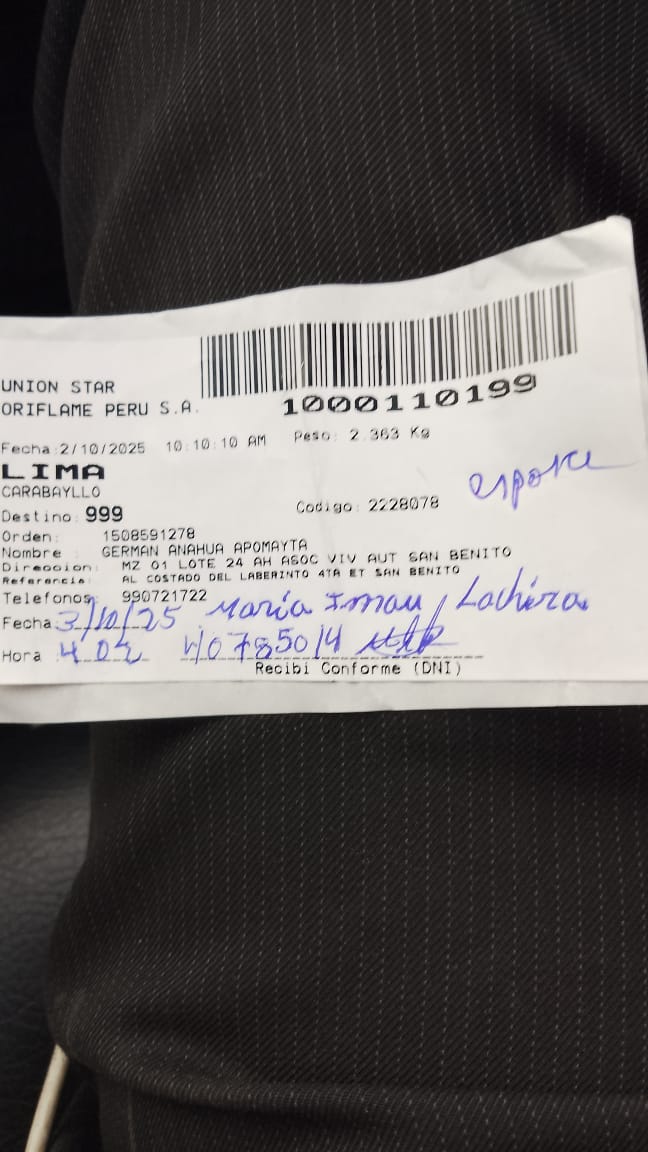 UNION STAR
ORIFLAME PERU S.A.
1000110199
Fecha:2/10/2025 10:10:10 AM Peso: 2.363 Kg
LIMA
CARABAYLLO
esposa
Destino: 999 Codigo: 2228078
Orden: 1508591278
Nombre : GERMAN ANAHUA APOMAYTA
Direccion: MZ 01 LOTE 24 AH ASOC VIV AUT SAN BENITO
Referencia: AL COSTADO DEL LABERINTO 4TA ET SAN BENITO
Telefonos: 990721722
Fecha: 3/10/25 María Iman Lachira
Hora 4 02
Recibi Conforme (DNI)